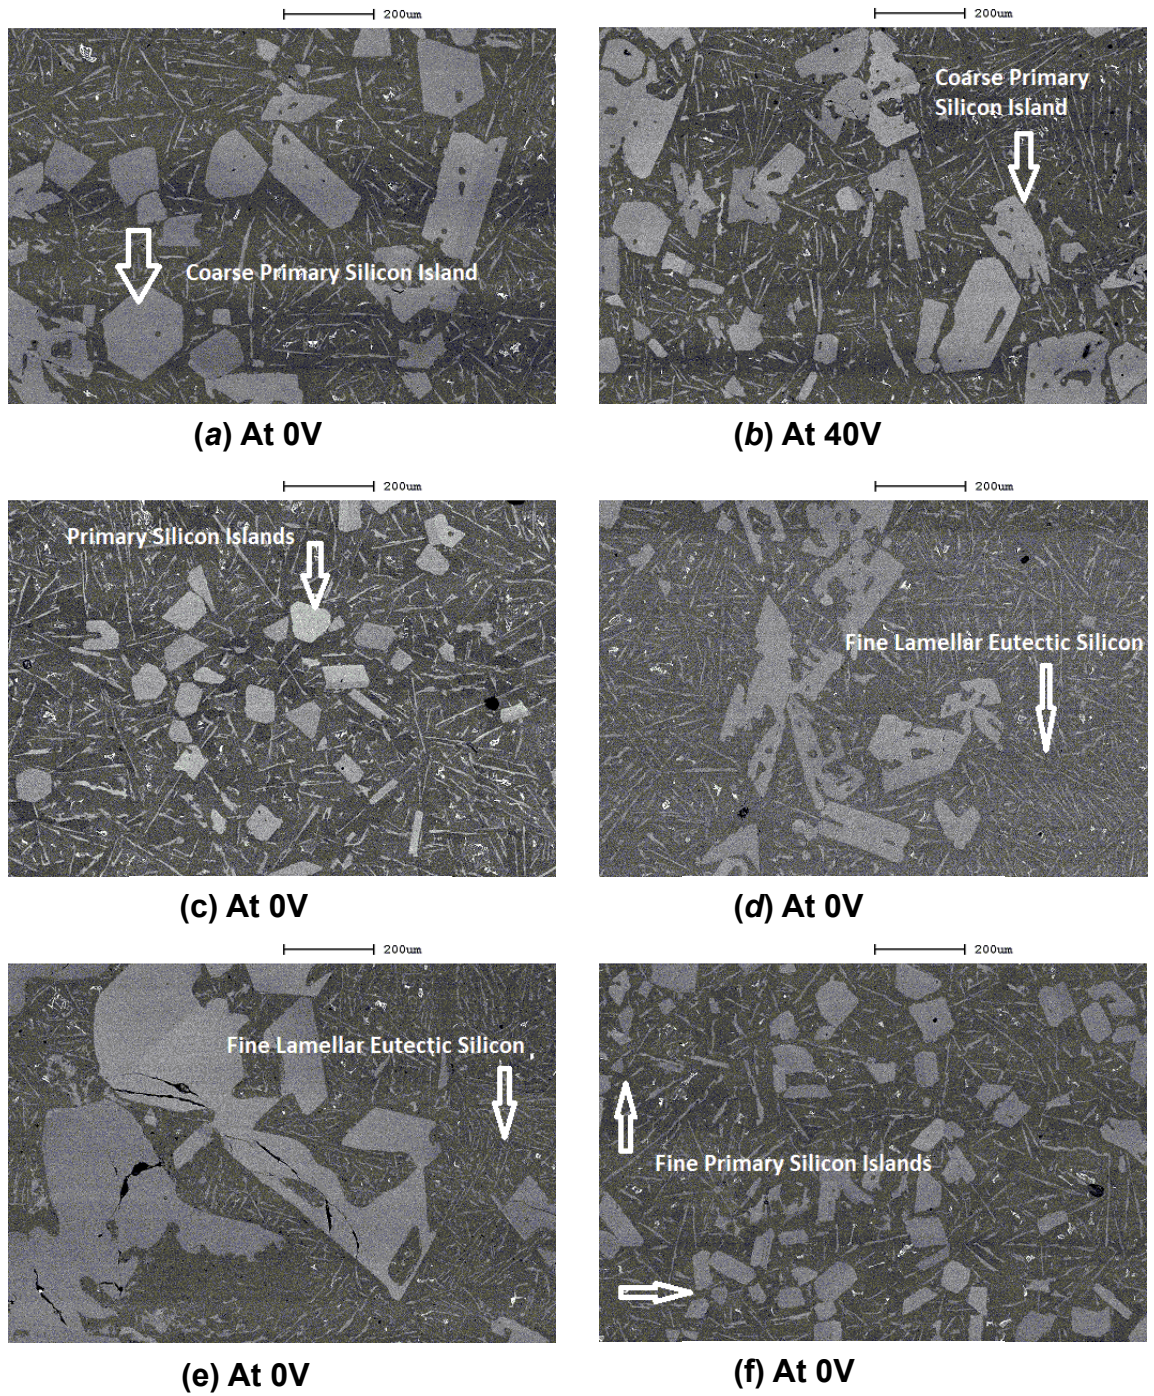 200um
200um
Coarse Primary Silicon Island
Coarse Primary
Silicon Island
(a) At 0V
(b) At 40V
200um
200um
Primary Silicon Islands
Fine Lamellar Eutectic Silicon
(c) At 0V
(d) At 0V
200um
200um
Fine Lamellar Eutectic Silicon
Fine Primary Silicon Islands
(e) At 0V
(f) At 0V